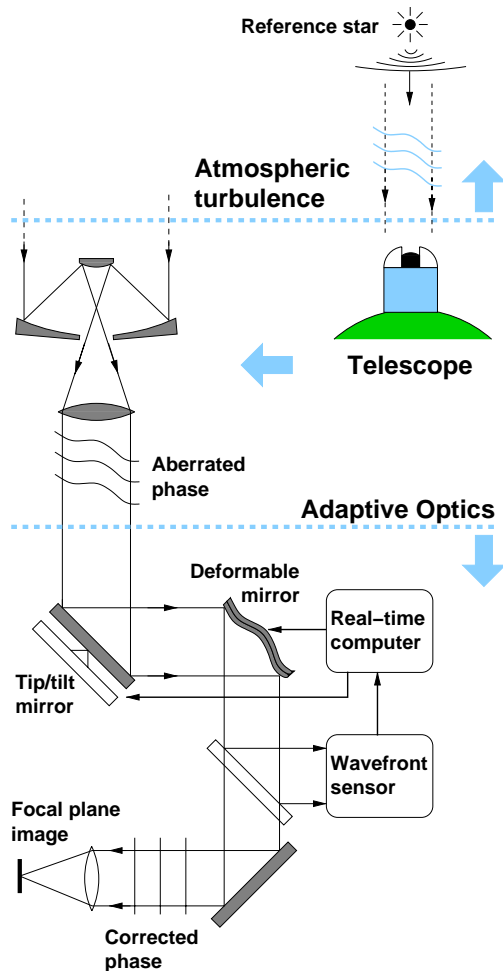 Reference star
Atmospheric
turbulence
Telescope
Aberrated
phase
Adaptive Optics
Deformable
mirror
Real−time
computer
Tip/tilt
mirror
Wavefront
sensor
Focal plane
image
Corrected
phase